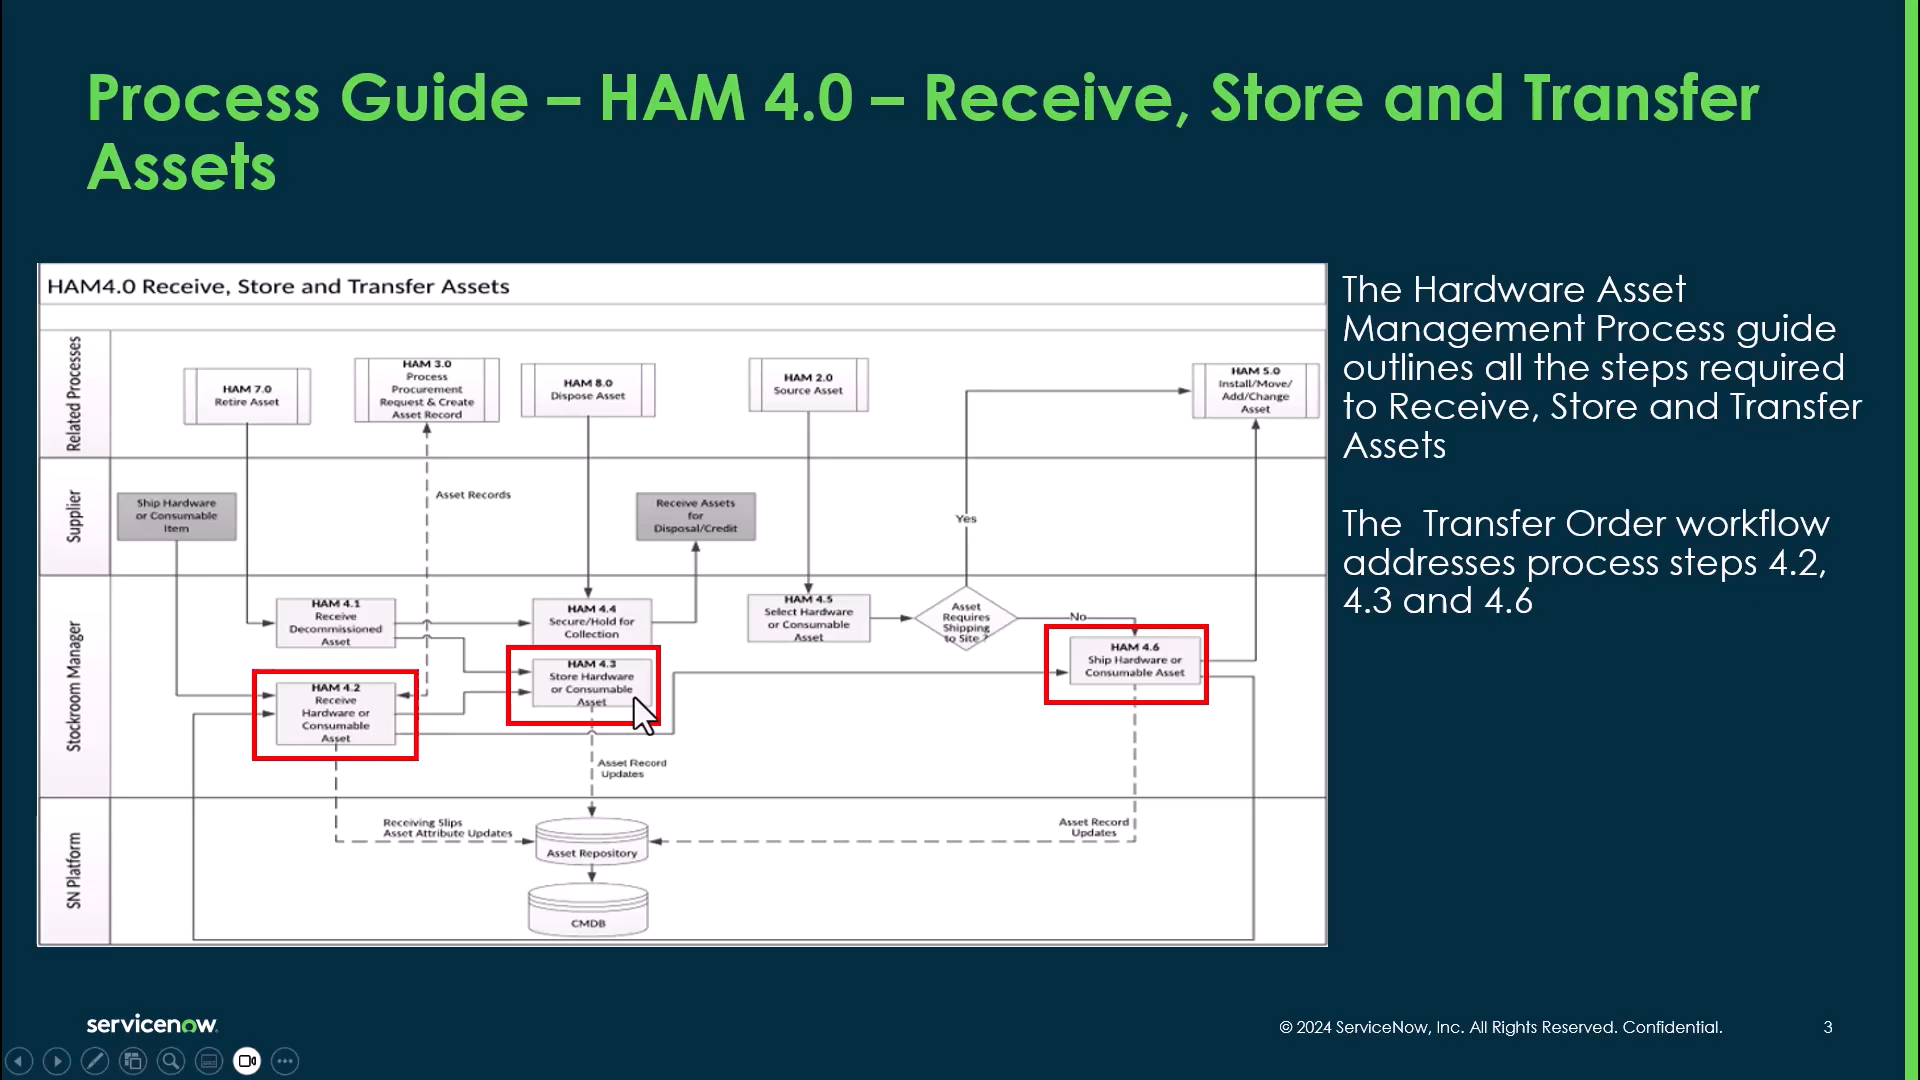 Process Guide – HAM 4.0 – Receive, Store and Transfer
Assets
HAM4.0 Receive, Store and Transfer Assets
Related Processes
HAM 7.0
Retire Asset
HAM 3.0
Process
Procurement
Request & Create
Asset Record
HAM 8.0
Dispose Asset
HAM 2.0
Source Asset
HAM 5.0
Install/Move/
Add/Change
Asset
Supplier
Ship Hardware
or Consumable
Item
Asset Records
Receive Assets
for
Disposal/Credit
Yes
Stockroom Manager
HAM 4.1
Receive
Decommissioned
Asset
HAM 4.4
Secure/Hold for
Collection
HAM 4.5
Select Hardware
or Consumable
Asset
Asset
Requires
Shipping
to Site ?
No
HAM 4.2
Receive
Hardware or
Consumable
Asset
HAM 4.3
Store Hardware
or Consumable
Asset
HAM 4.6
Ship Hardware or
Consumable Asset
Asset Record
Updates
SN Platform
Receiving Slips
Asset Attribute Updates
Asset Repository
Asset Record
Updates
CMDB
The Hardware Asset
Management Process guide
outlines all the steps required
to Receive, Store and Transfer
Assets
The  Transfer Order workflow
addresses process steps 4.2,
4.3 and 4.6
servicenow
© 2024 ServiceNow, Inc. All Rights Reserved. Confidential.
3